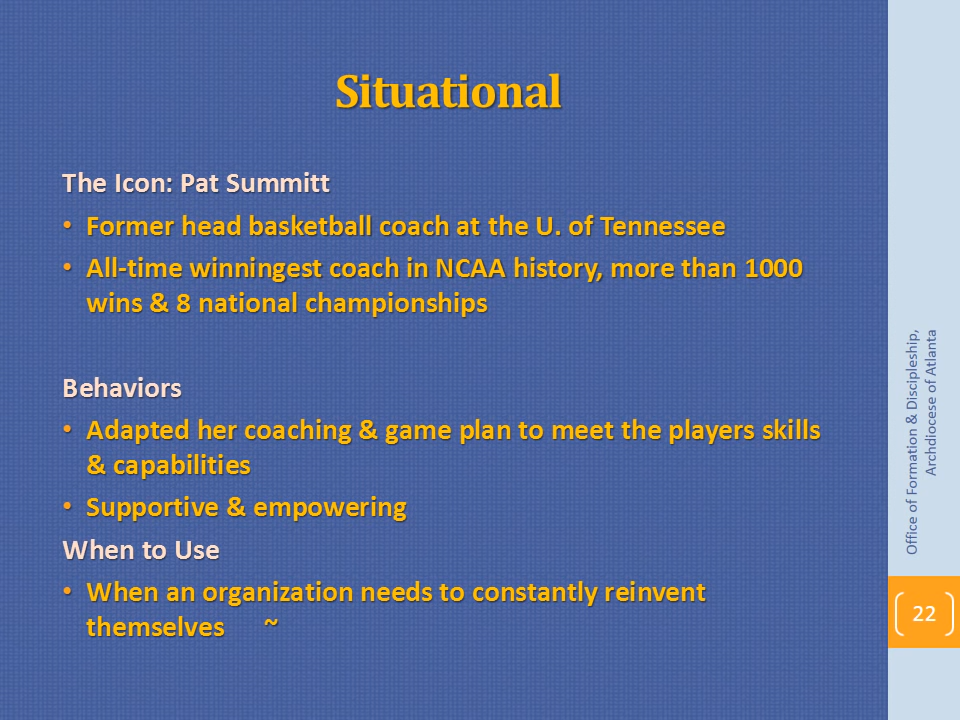 Situational
The Icon: Pat Summitt
• Former head basketball coach at the U. of Tennessee
• All-time winningest coach in NCAA history, more than 1000
wins & 8 national championships
Behaviors
• Adapted her coaching & game plan to meet the players skills
& capabilities
• Supportive & empowering
When to Use
• When an organization needs to constantly reinvent
themselves ~
Office of Formation & Discipleship,
Archdiocese of Atlanta
22